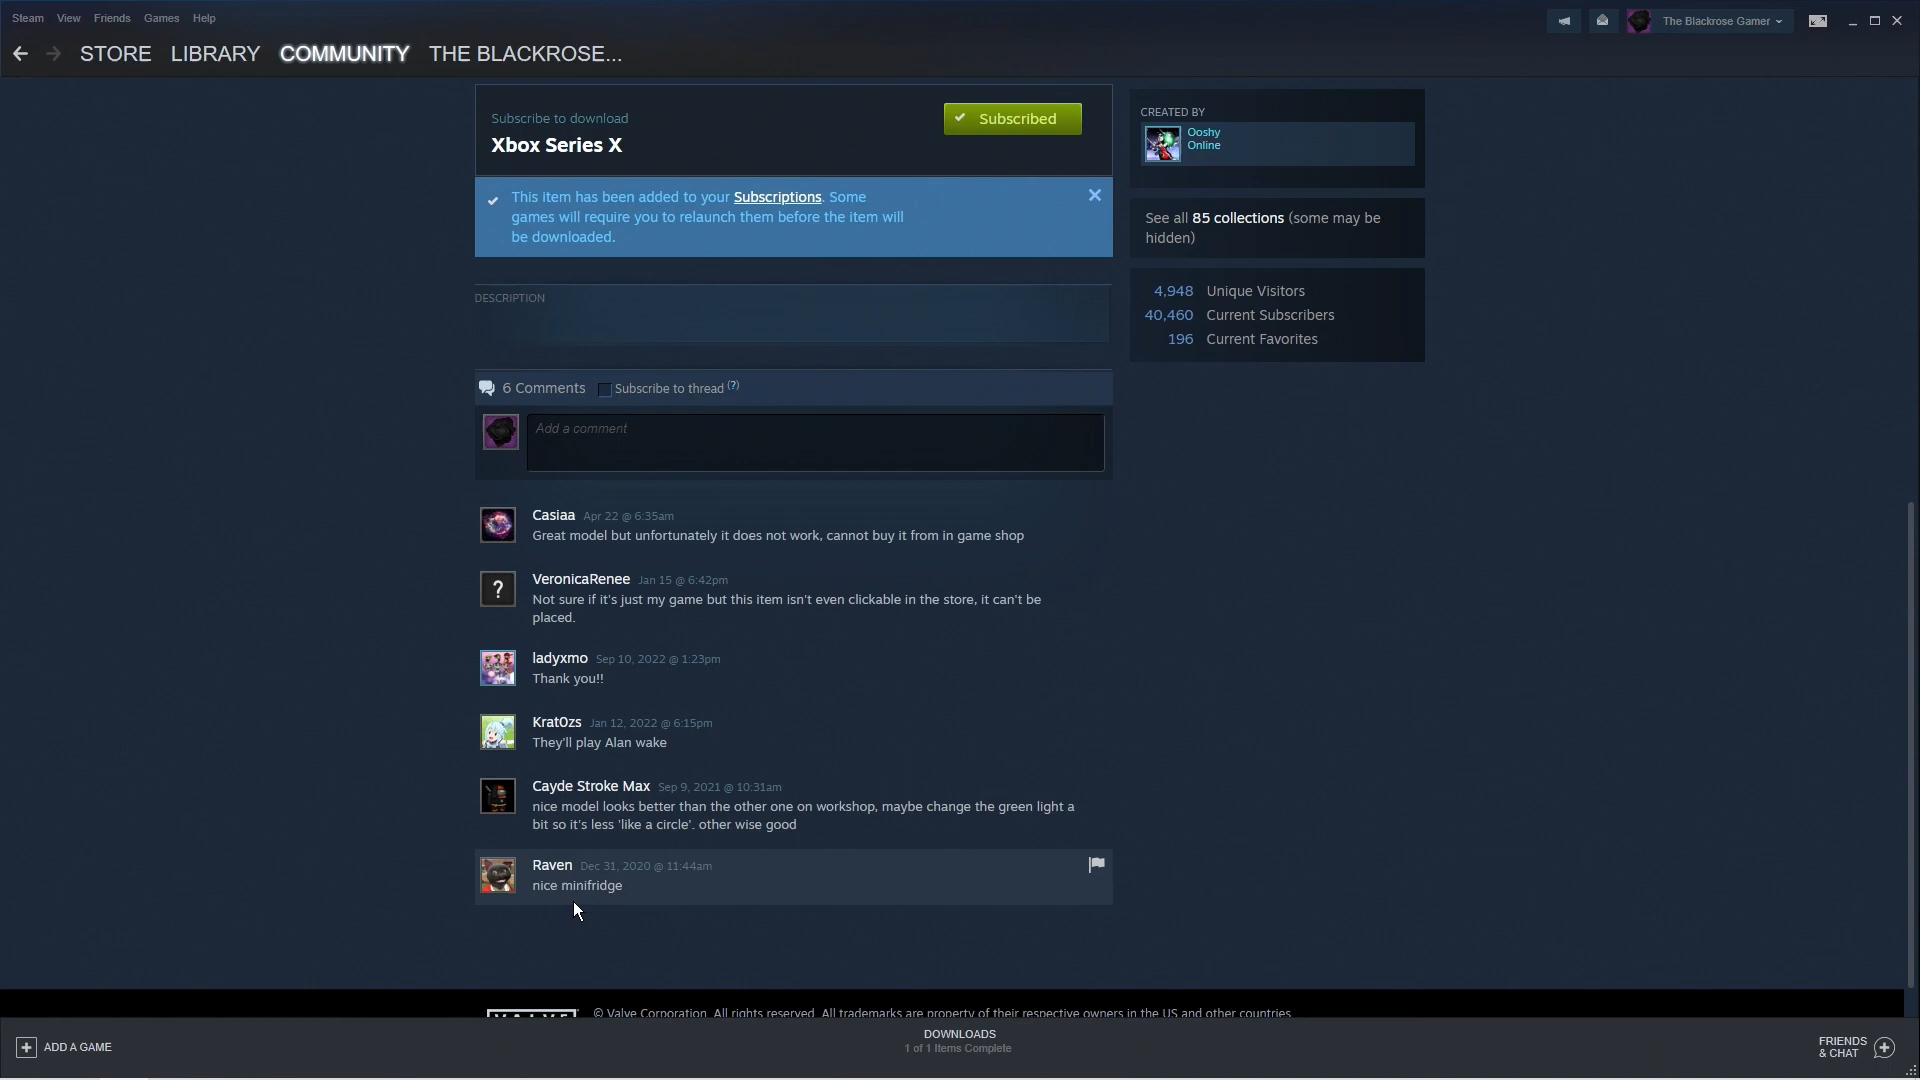 Steam View Friends Games Help
The Blackrose Gamer
STORE LIBRARY COMMUNITY THE BLACKROSE...
Subscribe to download
Xbox Series X
Subscribed
This item has been added to your Subscriptions. Some
games will require you to relaunch them before the item will
be downloaded.
DESCRIPTION
6 Comments Subscribe to thread (?)
Add a comment
Casiaa Apr 22 @ 6:35am
Great model but unfortunately it does not work, cannot buy it from in game shop
?
VeronicaRenee Jan 15 @ 6:42pm
Not sure if it's just my game but this item isn't even clickable in the store, it can't be
placed.
ladyxmo Sep 10, 2022 @ 1:23pm
Thank you!!
Krat0zs Jan 12, 2022 @ 6:15pm
They'll play Alan wake
Cayde Stroke Max Sep 9, 2021 @ 10:31am
nice model looks better than the other one on workshop, maybe change the green light a
bit so it's less 'like a circle'. other wise good
Raven Dec 31, 2020 @ 11:44am
nice minifridge
CREATED BY
Ooshy
Online
See all 85 collections (some may be
hidden)
4,948 Unique Visitors
40,460 Current Subscribers
196 Current Favorites
VALVE © Valve Corporation. All rights reserved. All trademarks are property of their respective owners in the US and other countries.
ADD A GAME
DOWNLOADS
1 of 1 Items Complete
FRIENDS
& CHAT